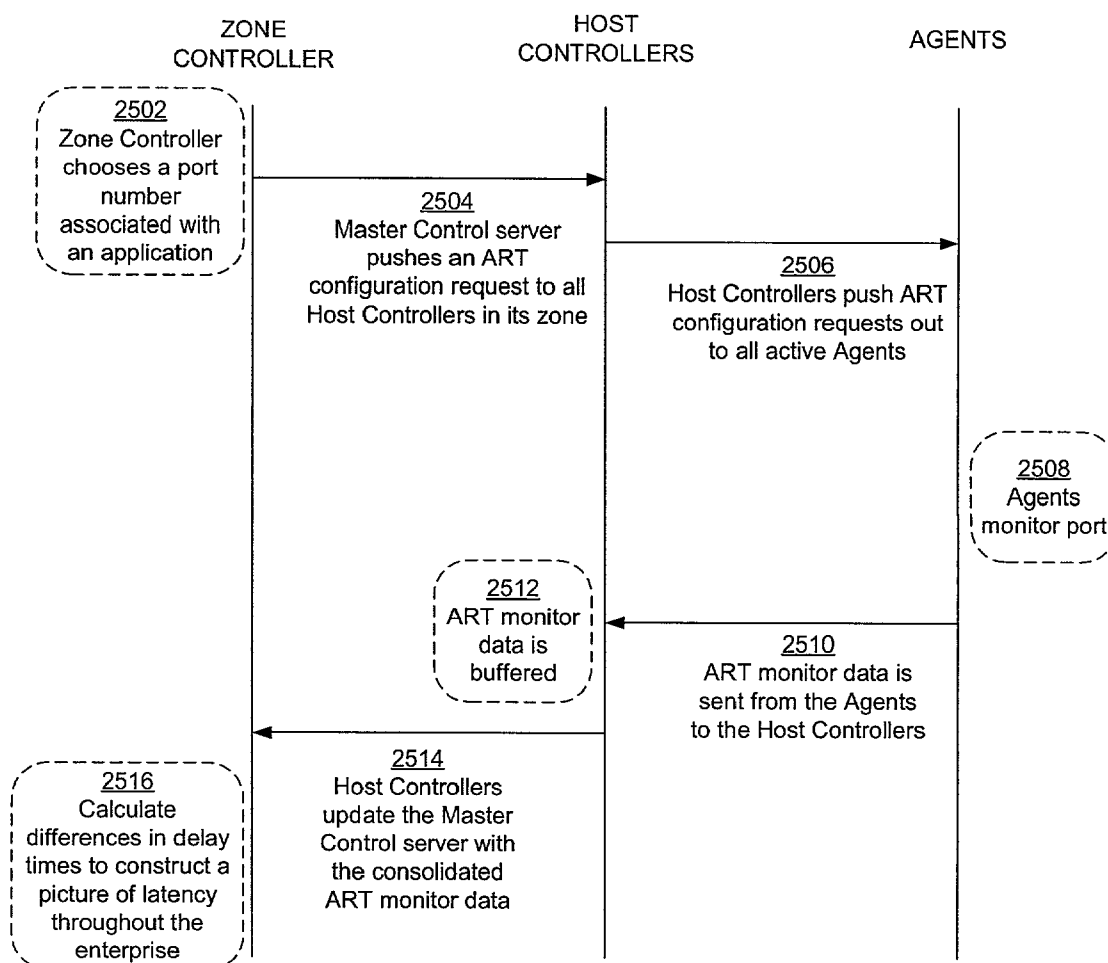 ZONE
CONTROLLER
HOST
CONTROLLERS
AGENTS
2502
Zone Controller
chooses a port
number
associated with
an application
2504
Master Control server
pushes an ART
configuration request to all
Host Controllers in its zone
2506
Host Controllers push ART
configuration requests out
to all active Agents
2508
Agents
monitor port
2510
ART monitor data is
sent from the Agents
to the Host Controllers
2512
ART monitor
data is
buffered
2514
Host Controllers
update the Master
Control server with
the consolidated
ART monitor data
2516
Calculate
differences in delay
times to construct a
picture of latency
throughout the
enterprise